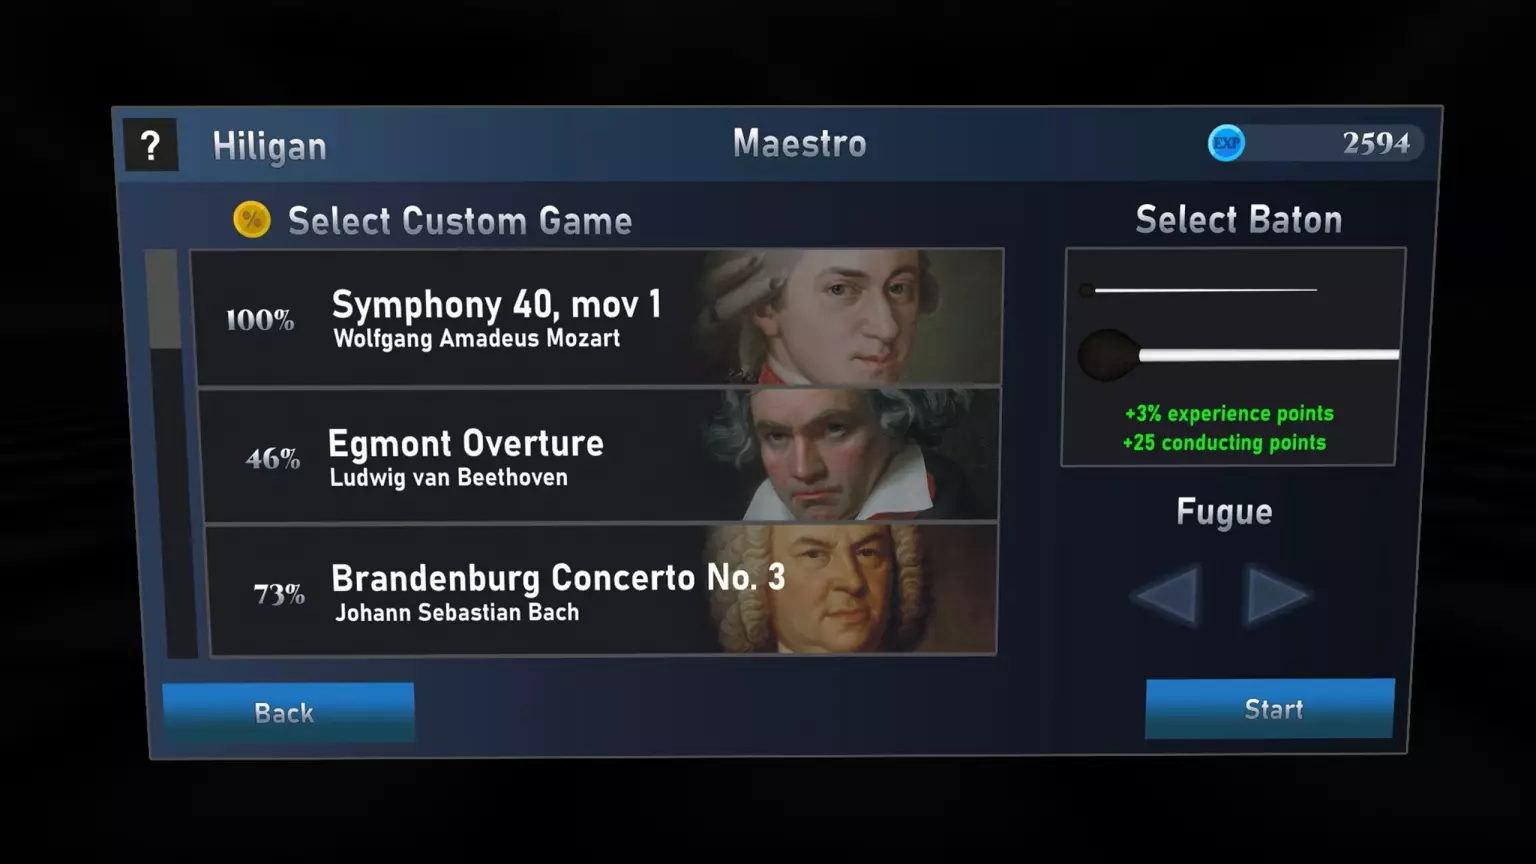 ?
Hiligan
Maestro
EXP
2594
% Select Custom Game
Select Baton
100%
Symphony 40, mov 1
Wolfgang Amadeus Mozart
46%
Egmont Overture
Ludwig van Beethoven
73%
Brandenburg Concerto No. 3
Johann Sebastian Bach
+3% experience points
+25 conducting points
Fugue
Back
Start